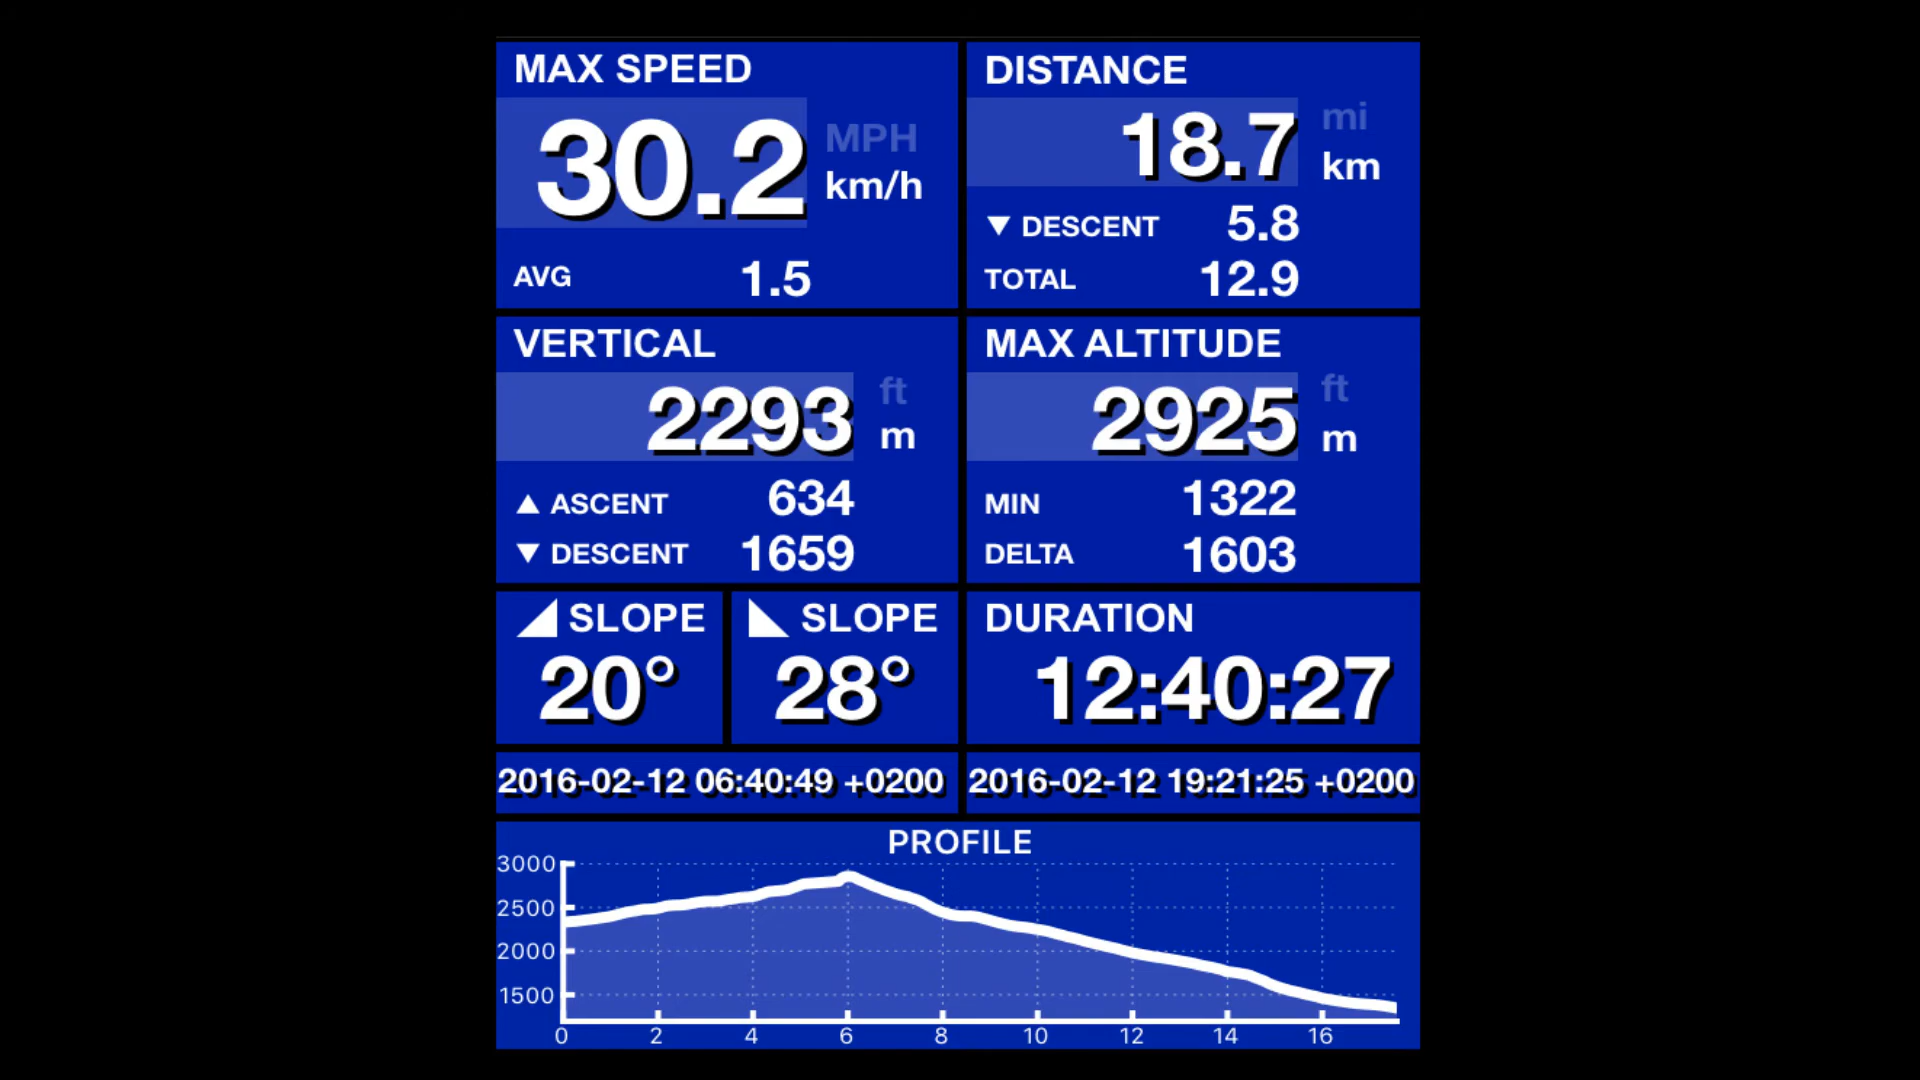 MAX SPEED
30.2
MPH
km/h
AVG 1.5
DISTANCE
18.7
mi
km
▼ DESCENT 5.8
TOTAL 12.9
VERTICAL
2293
ft
m
▲ ASCENT 634
▼ DESCENT 1659
MAX ALTITUDE
2925
ft
m
MIN 1322
DELTA 1603
SLOPE
20°
SLOPE
28°
DURATION
12:40:27
2016-02-12 06:40:49 +0200
2016-02-12 19:21:25 +0200
PROFILE
3000
2500
2000
1500
0 2 4 6 8 10 12 14 16